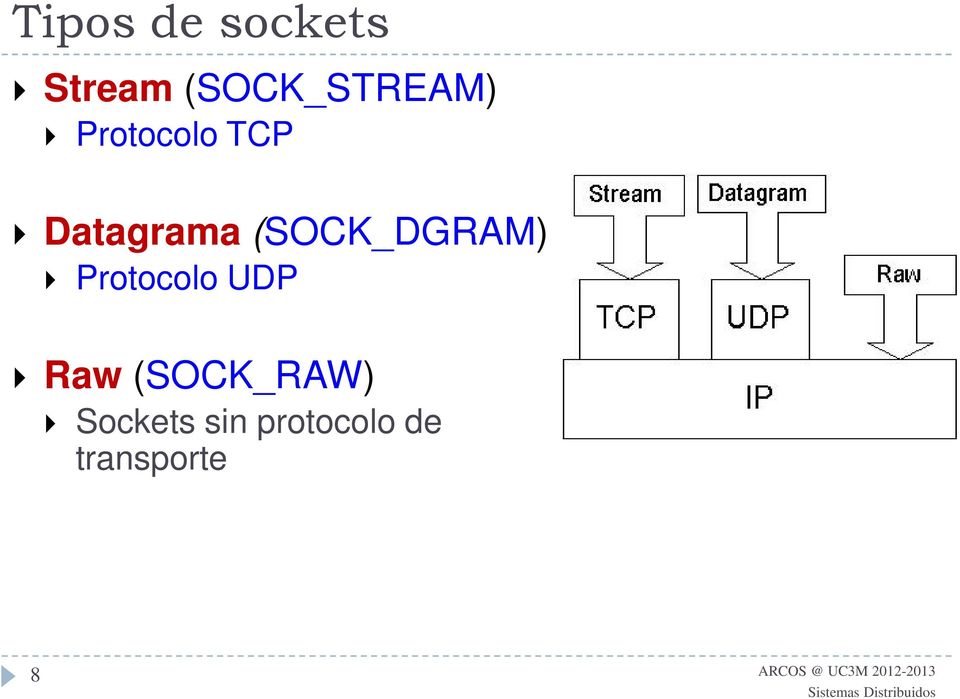 Tipos de sockets
Stream (SOCK_STREAM)
Protocolo TCP
Datagrama (SOCK_DGRAM)
Protocolo UDP
Raw (SOCK_RAW)
Sockets sin protocolo de
transporte
Stream
Datagram
Raw
TCP
UDP
IP
8
ARCOS @ UC3M 2012-2013
Sistemas Distribuidos